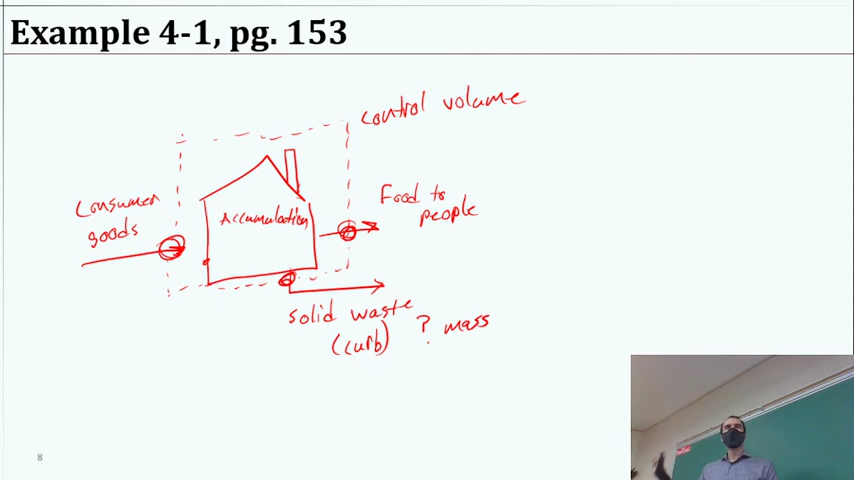 Example 4-1, pg. 153
control volume
Consumer
goods
Accumulation
Food to
people
solid waste
(curb)
? mass
8